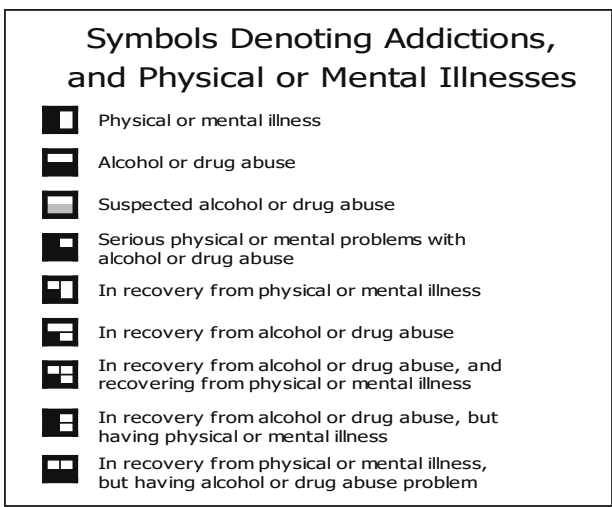 Symbols Denoting Addictions,
and Physical or Mental Illnesses
Physical or mental illness
Alcohol or drug abuse
Suspected alcohol or drug abuse
Serious physical or mental problems with
alcohol or drug abuse
In recovery from physical or mental illness
In recovery from alcohol or drug abuse
In recovery from alcohol or drug abuse, and
recovering from physical or mental illness
In recovery from alcohol or drug abuse, but
having physical or mental illness
In recovery from physical or mental illness,
but having alcohol or drug abuse problem